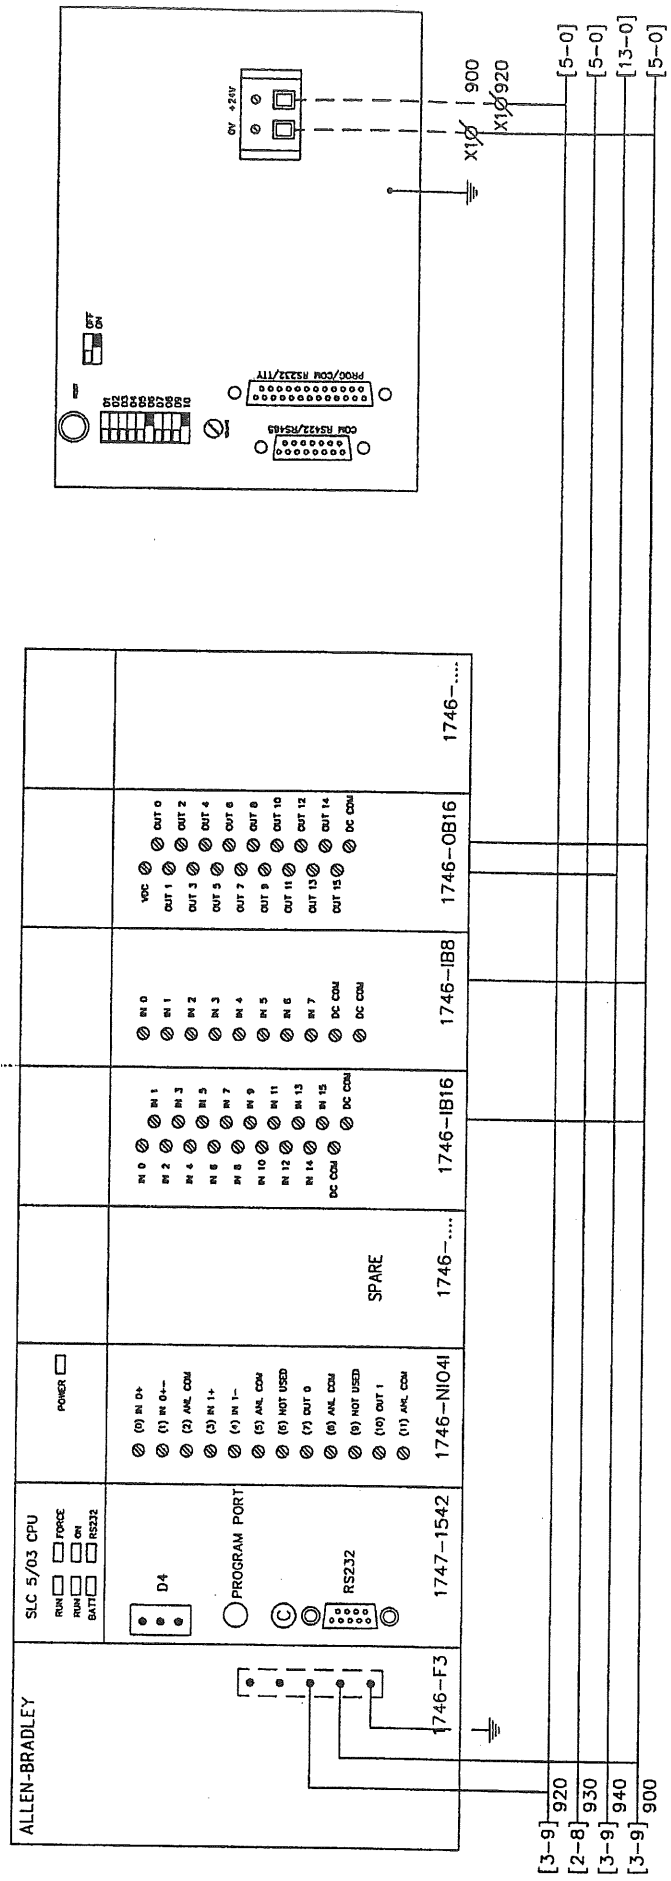 ALLEN-BRADLEY
1746-F3
SLC 5/03 CPU
RUN
FORCE
RUN
ON
BATT
RS232
D4
PROGRAM PORT
C
RS232
1747-1542
POWER
(0) IN 0+
(1) IN 0+-
(2) ANL COM
(3) IN 1+
(4) IN 1-
(5) ANL COM
(6) NOT USED
(7) OUT 0
(8) ANL COM
(9) NOT USED
(10) OUT 1
(11) ANL COM
1746-NIO4I
SPARE
1746-....
IN 0
IN 1
IN 2
IN 3
IN 4
IN 5
IN 6
IN 7
IN 8
IN 9
IN 10
IN 11
IN 12
IN 13
IN 14
IN 15
DC COM
DC COM
1746-IB16
IN 0
IN 1
IN 2
IN 3
IN 4
IN 5
IN 6
IN 7
DC COM
DC COM
1746-IB8
VDC
OUT 0
OUT 1
OUT 2
OUT 3
OUT 4
OUT 5
OUT 6
OUT 7
OUT 8
OUT 9
OUT 10
OUT 11
OUT 12
OUT 13
OUT 14
OUT 15
DC COM
1746-OB16
1746-....
OFF
ON
D1
D2
D3
D4
D5
D6
D7
D8
D9
10
COM RS422/RS485
PROG/COM RS232/TTY
0V
+24V
X1
900
X1
920
[3-9]
920
[5-0]
[2-8]
930
[5-0]
[3-9]
940
[13-0]
[3-9]
900
[5-0]